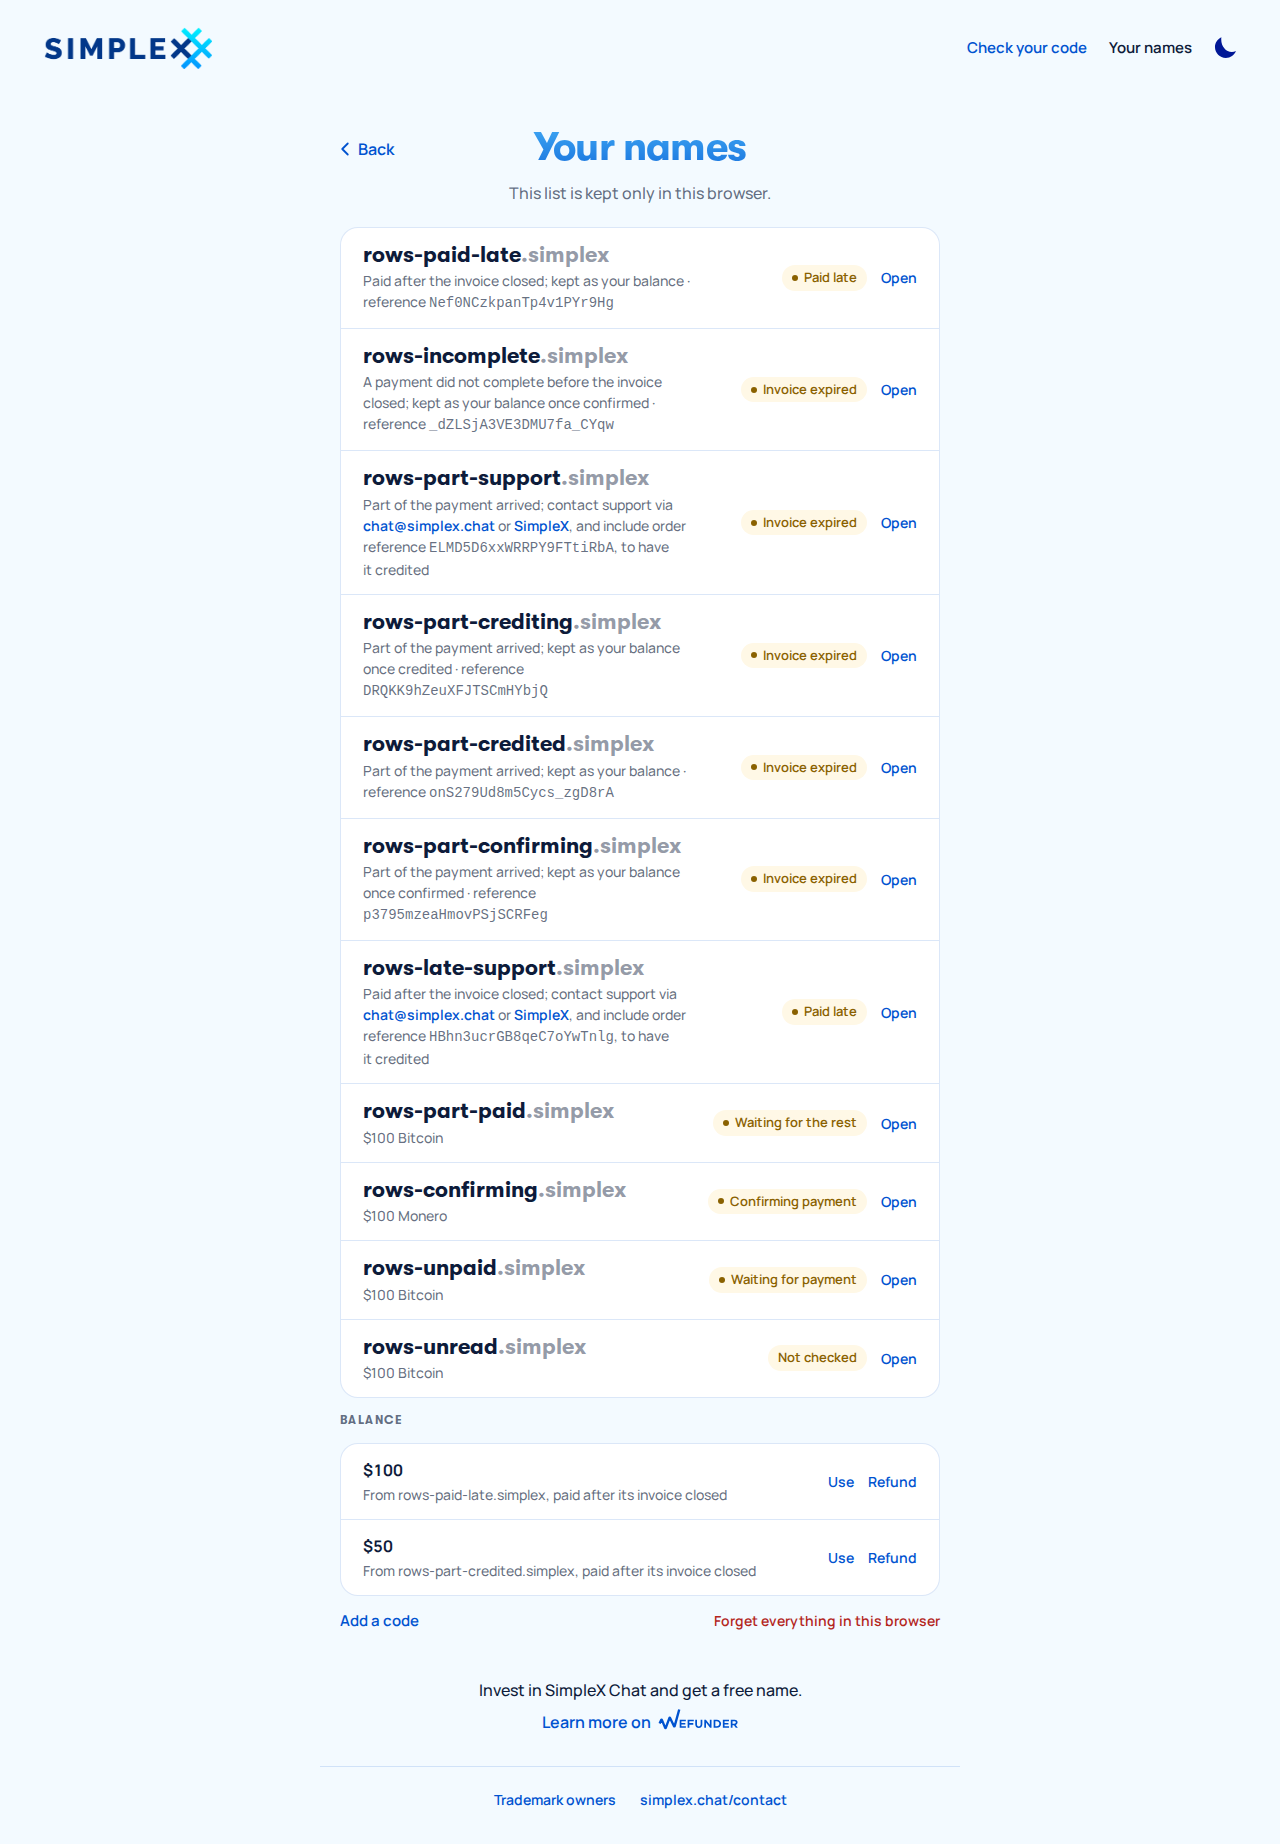 SIMPLEX
Check your code
Your names
Back
Your names
This list is kept only in this browser.
rows-paid-late.simplex
Paid after the invoice closed; kept as your balance ·
reference Nef0NCzkpanTp4v1PYr9Hg
Paid late
Open
rows-incomplete.simplex
A payment did not complete before the invoice
closed; kept as your balance once confirmed ·
reference _dZLSjA3VE3DMU7fa_CYqw
Invoice expired
Open
rows-part-support.simplex
Part of the payment arrived; contact support via
chat@simplex.chat or SimpleX, and include order
reference ELMD5D6xxWRRPY9FTtiRbA, to have
it credited
Invoice expired
Open
rows-part-crediting.simplex
Part of the payment arrived; kept as your balance
once credited · reference
DRQKK9hZeuXFJTSCmHYbjQ
Invoice expired
Open
rows-part-credited.simplex
Part of the payment arrived; kept as your balance ·
reference onS279Ud8m5Cycs_zgD8rA
Invoice expired
Open
rows-part-confirming.simplex
Part of the payment arrived; kept as your balance
once confirmed · reference
p3795mzeaHmovPSjSCRFeg
Invoice expired
Open
rows-late-support.simplex
Paid after the invoice closed; contact support via
chat@simplex.chat or SimpleX, and include order
reference HBhn3ucrGB8qeC7oYwTnlg, to have
it credited
Paid late
Open
rows-part-paid.simplex
$100 Bitcoin
Waiting for the rest
Open
rows-confirming.simplex
$100 Monero
Confirming payment
Open
rows-unpaid.simplex
$100 Bitcoin
Waiting for payment
Open
rows-unread.simplex
$100 Bitcoin
Not checked
Open
BALANCE
$100
From rows-paid-late.simplex, paid after its invoice closed
Use
Refund
$50
From rows-part-credited.simplex, paid after its invoice closed
Use
Refund
Add a code
Forget everything in this browser
Invest in SimpleX Chat and get a free name.
Learn more on WEFUNDER
Trademark owners
simplex.chat/contact